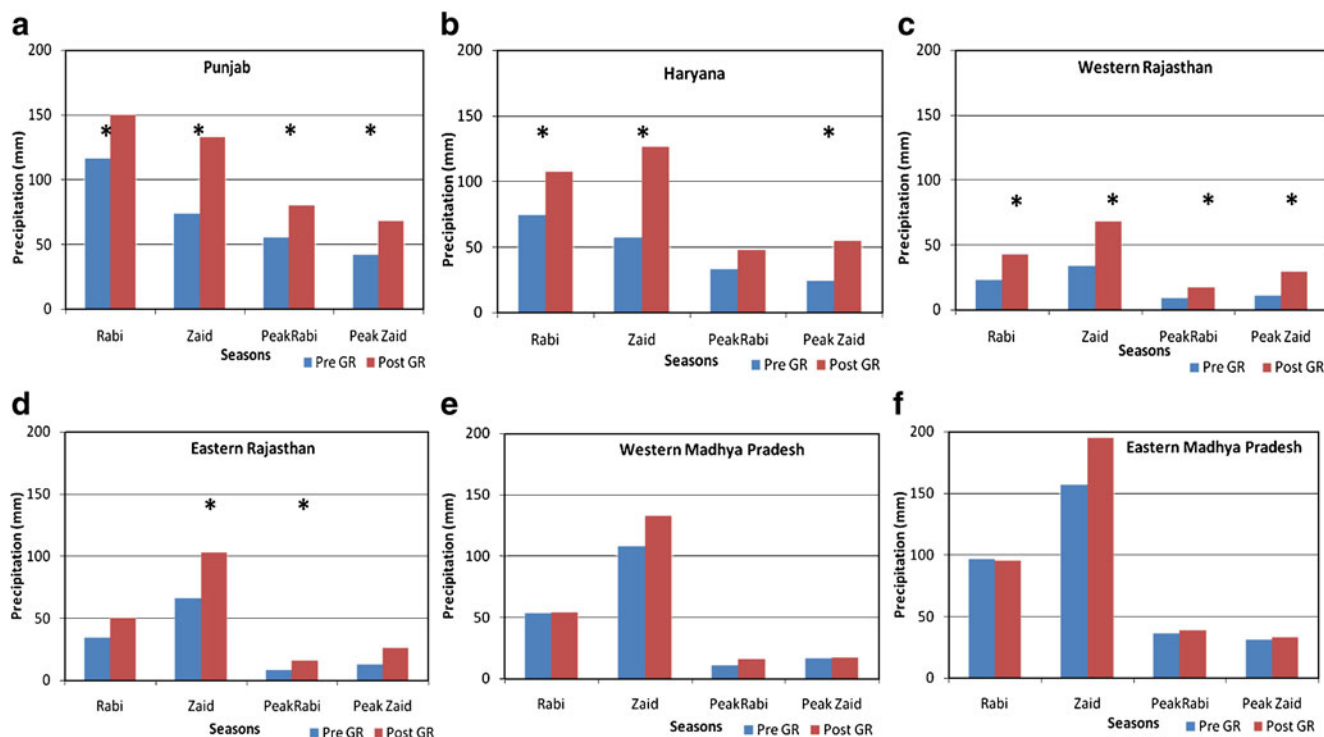 a
Punjab
200
150
100
50
0
Precipitation (mm)
* * * *
Rabi Zaid PeakRabi Peak Zaid
Seasons
Pre GR Post GR
b
Haryana
200
150
100
50
0
Precipitation (mm)
* * *
Rabi Zaid PeakRabi Peak Zaid
Seasons
Pre GR Post GR
c
Western Rajasthan
200
150
100
50
0
Precipitation (mm)
* * * *
Rabi Zaid PeakRabi Peak Zaid
Seasons
Pre GR Post GR
d
Eastern Rajasthan
200
150
100
50
0
Precipitation (mm)
* *
Rabi Zaid PeakRabi Peak Zaid
Seasons
Pre GR Post GR
e
Western Madhya Pradesh
200
150
100
50
0
Precipitation (mm)
Rabi Zaid PeakRabi Peak Zaid
Seasons
Pre GR Post GR
f
Eastern Madhya Pradesh
200
150
100
50
0
Precipitation (mm)
Rabi Zaid PeakRabi Peak Zaid
Seasons
Pre GR Post GR